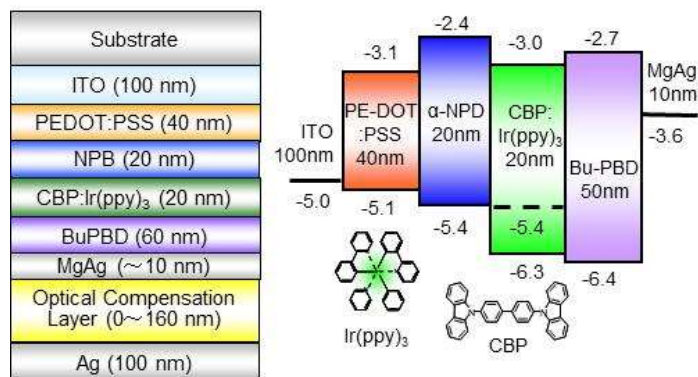 Substrate
ITO (100 nm)
PEDOT:PSS (40 nm)
NPB (20 nm)
CBP:Ir(ppy)₃ (20 nm)
BuPBD (60 nm)
MgAg (~10 nm)
Optical Compensation
Layer (0~160 nm)
Ag (100 nm)
ITO
100nm
-5.0
-3.1
PE-DOT
:PSS
40nm
-5.1
-2.4
α-NPD
20nm
-5.4
-3.0
CBP:
Ir(ppy)₃
20nm
-5.4
-6.3
-2.7
Bu-PBD
50nm
-6.4
MgAg
10nm
-3.6
Ir(ppy)₃
N
N
CBP